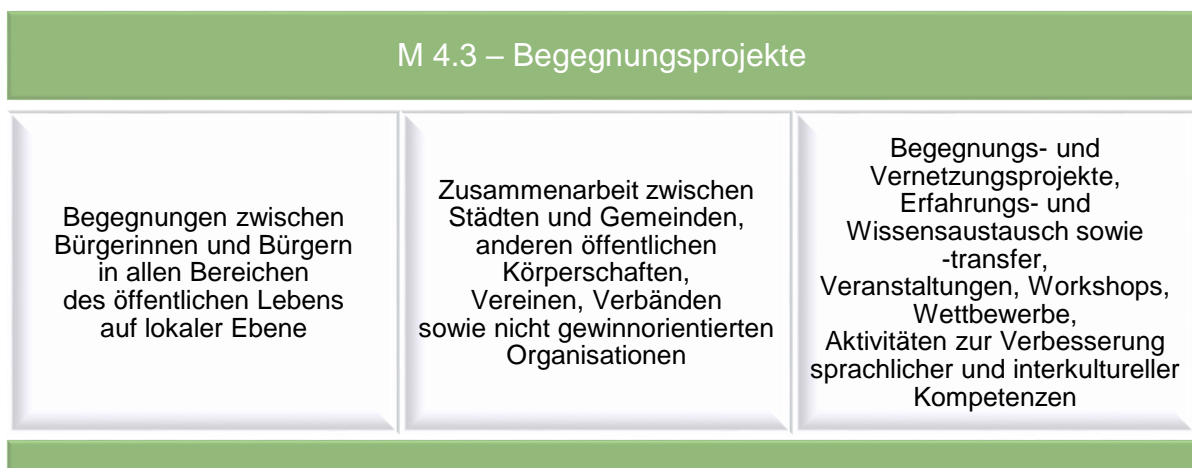 M 4.3 – Begegnungsprojekte
Begegnungen zwischen
Bürgerinnen und Bürgern
in allen Bereichen
des öffentlichen Lebens
auf lokaler Ebene
Zusammenarbeit zwischen
Städten und Gemeinden,
anderen öffentlichen
Körperschaften,
Vereinen, Verbänden
sowie nicht gewinnorientierten
Organisationen
Begegnungs- und
Vernetzungsprojekte,
Erfahrungs- und
Wissensaustausch sowie
-transfer,
Veranstaltungen, Workshops,
Wettbewerbe,
Aktivitäten zur Verbesserung
sprachlicher und interkultureller
Kompetenzen